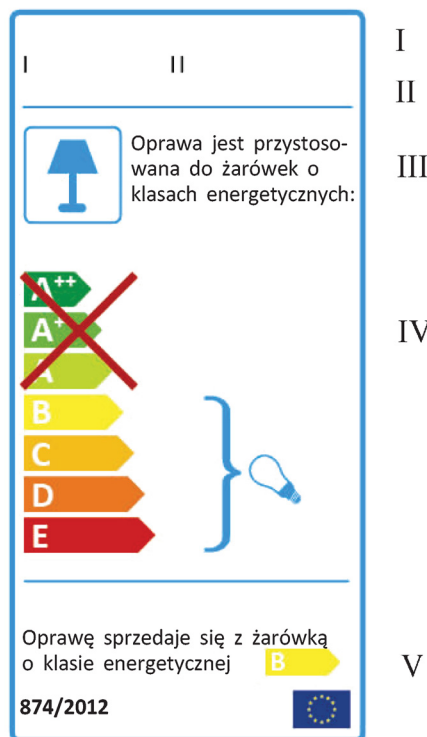 I
I II
II
Oprawa jest przystoso-
wana do żarówek o
klasach energetycznych:
III
A++
A+
A
IV
B
C
D
E
Oprawę sprzedaje się z żarówką
o klasie energetycznej B
V
874/2012